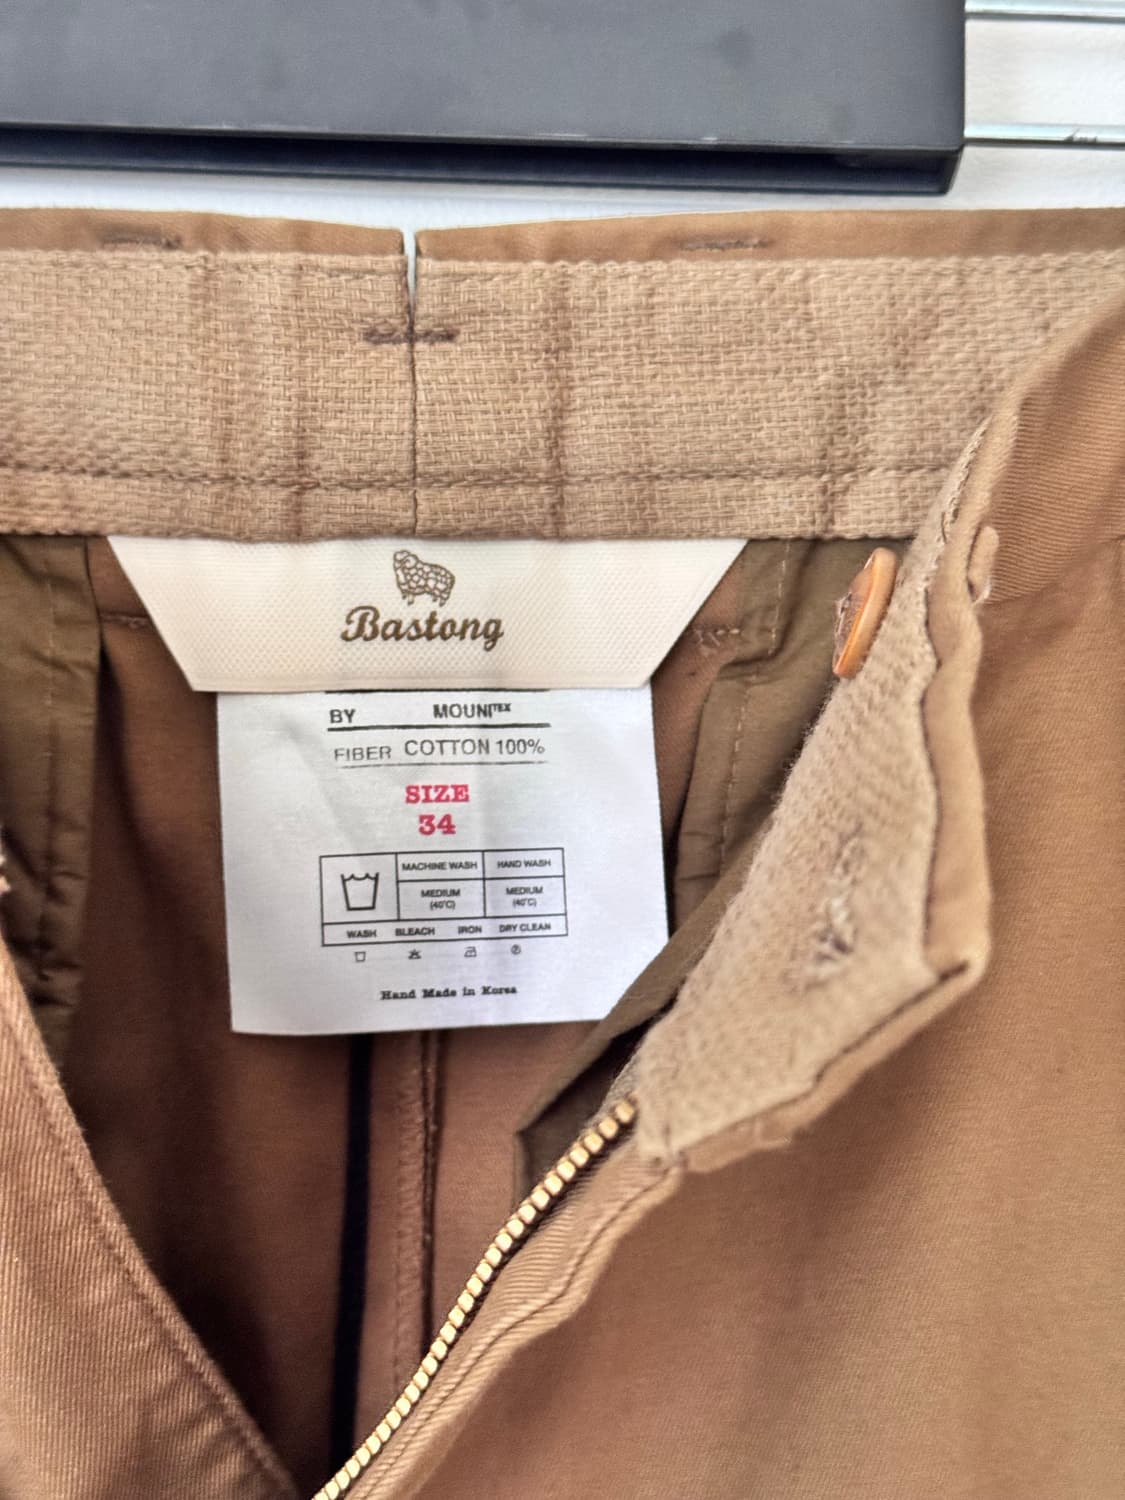 Bastong
BY MOUNITEX
FIBER COTTON 100%
SIZE
34
MACHINE WASH HAND WASH
MEDIUM (40°C) MEDIUM (40°C)
WASH BLEACH IRON DRY CLEAN
Hand Made in Korea